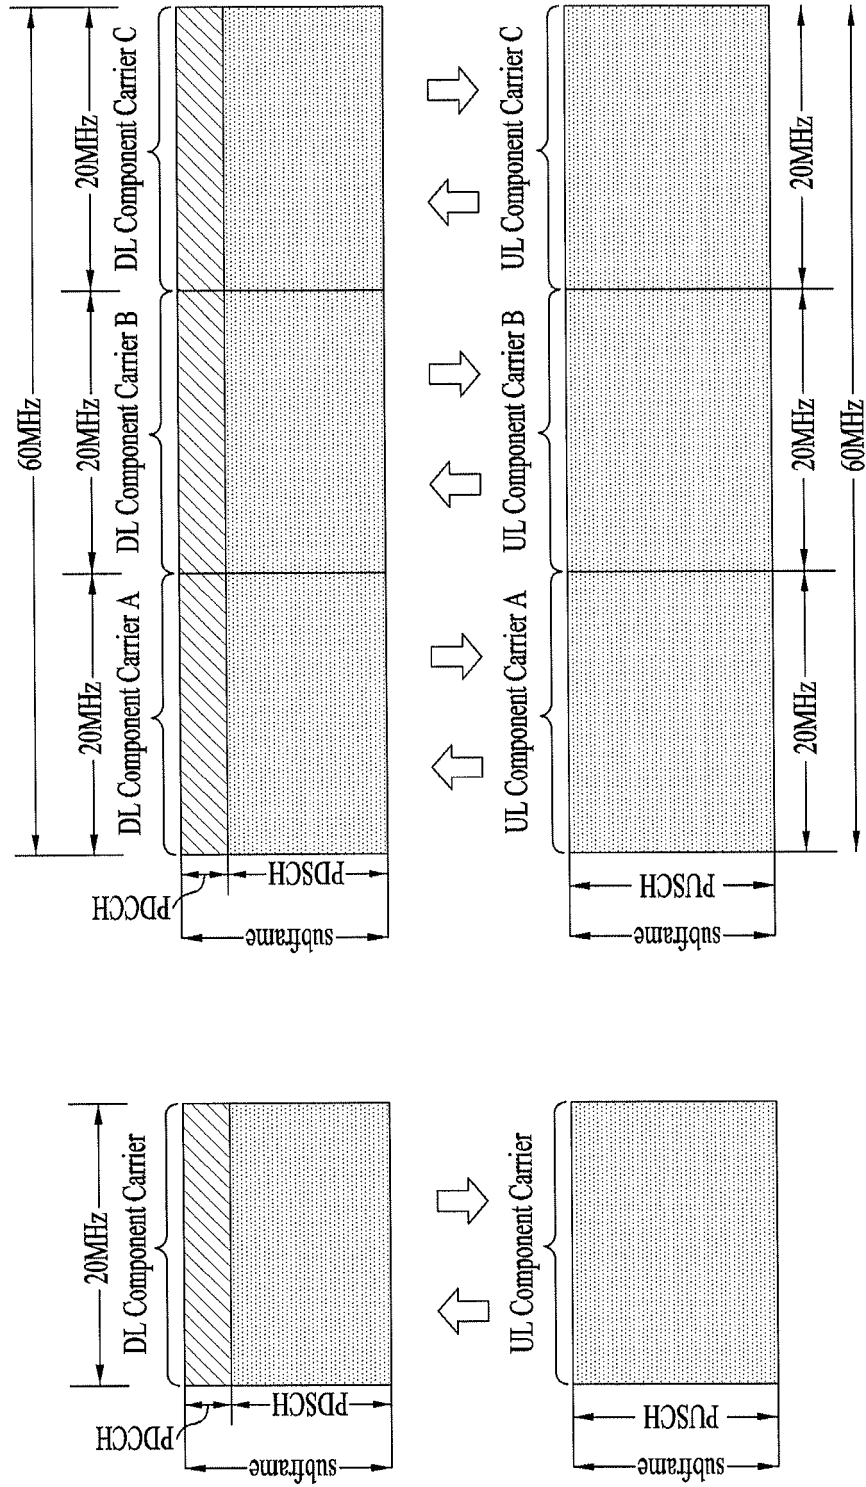 60MHz
20MHz
20MHz
20MHz
DL Component Carrier A
DL Component Carrier B
DL Component Carrier C
PDCCH
PDSCH
subframe
UL Component Carrier A
UL Component Carrier B
UL Component Carrier C
PUSCH
subframe
20MHz
20MHz
20MHz
60MHz
20MHz
DL Component Carrier
PDCCH
PDSCH
subframe
UL Component Carrier
PUSCH
subframe